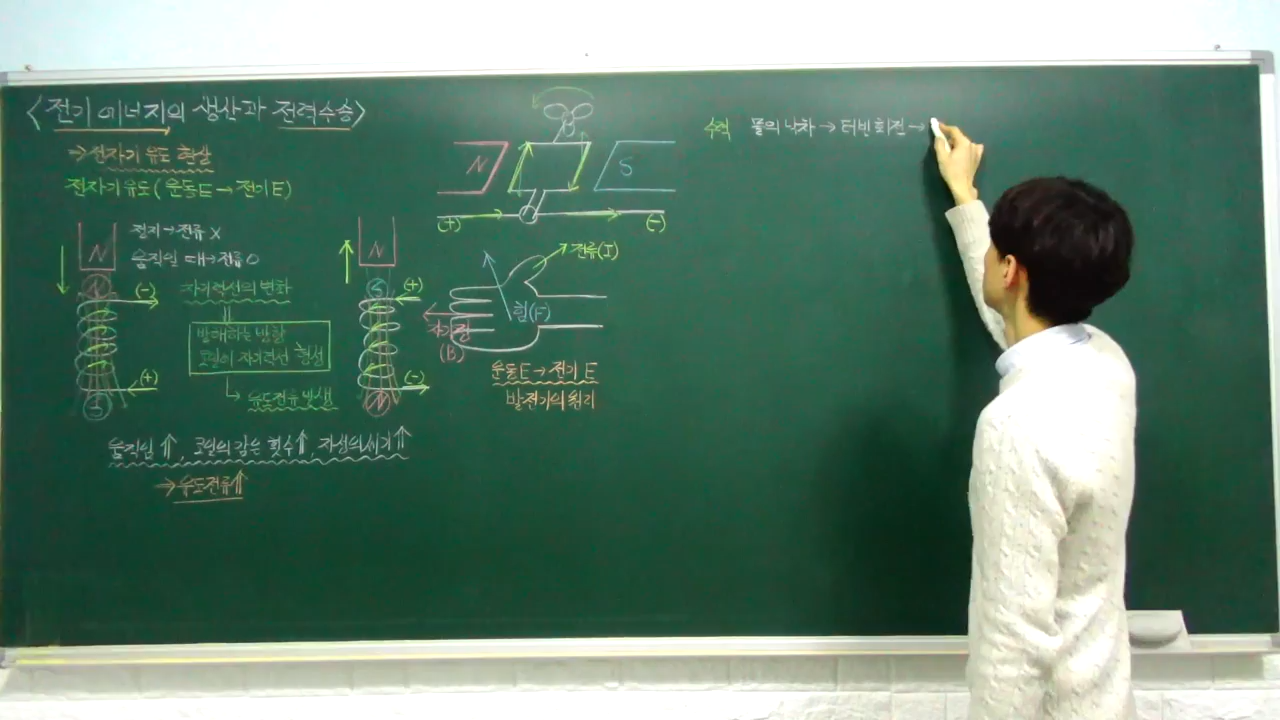 <전기 에너지의 생산과 전력수송>
⇒ 전자기 유도 현상
전자기유도 (운동E → 전기E)
N
정지→전류 X
움직일 때→전류 O
N
(-)
자기력선의 변화
||
방해하는 방향
코일이 자기력선 형성
↳ 유도전류 발생
(+)
S
N
S
(+)
(-)
N
움직임⇑, 코일의 감은 횟수⇑, 자성의세기⇑
→유도전류⇑
N
S
(+)
(-)
전류(I)
힘(F)
자기장
(B)
운동E → 전기 E
발전기의 원리
수력 물의 낙차 → 터빈 회전 →